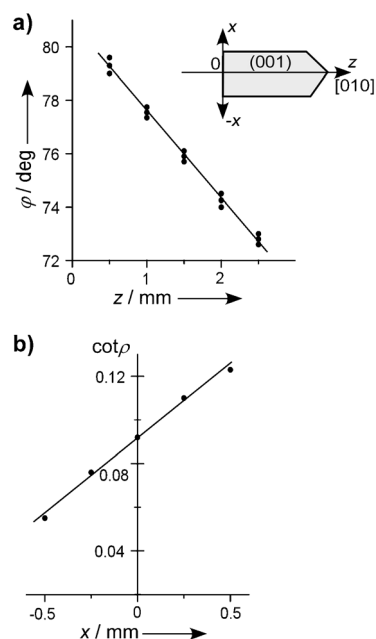 a)
80
78
76
74
72
φ / deg
0
1
2
z / mm
x
0
(001)
z
[010]
-x
b)
cotρ
0.12
0.08
0.04
-0.5
0
0.5
x / mm